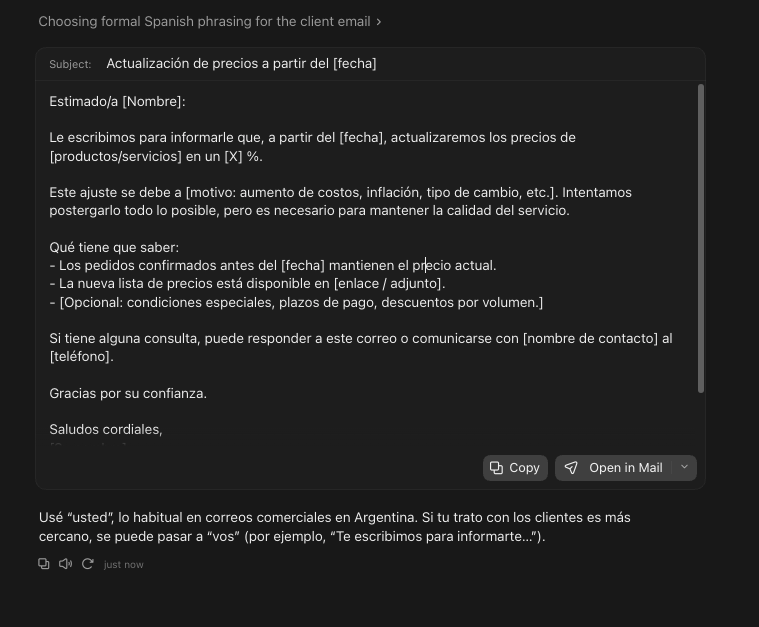 Choosing formal Spanish phrasing for the client email >
Subject: Actualización de precios a partir del [fecha]
Estimado/a [Nombre]:
Le escribimos para informarle que, a partir del [fecha], actualizaremos los precios de
[productos/servicios] en un [X] %.
Este ajuste se debe a [motivo: aumento de costos, inflación, tipo de cambio, etc.]. Intentamos
postergarlo todo lo posible, pero es necesario para mantener la calidad del servicio.
Qué tiene que saber:
- Los pedidos confirmados antes del [fecha] mantienen el precio actual.
- La nueva lista de precios está disponible en [enlace / adjunto].
- [Opcional: condiciones especiales, plazos de pago, descuentos por volumen.]
Si tiene alguna consulta, puede responder a este correo o comunicarse con [nombre de contacto] al
[teléfono].
Gracias por su confianza.
Saludos cordiales,
Copy
Open in Mail
Usé “usted”, lo habitual en correos comerciales en Argentina. Si tu trato con los clientes es más
cercano, se puede pasar a “vos” (por ejemplo, “Te escribimos para informarte…”).
just now